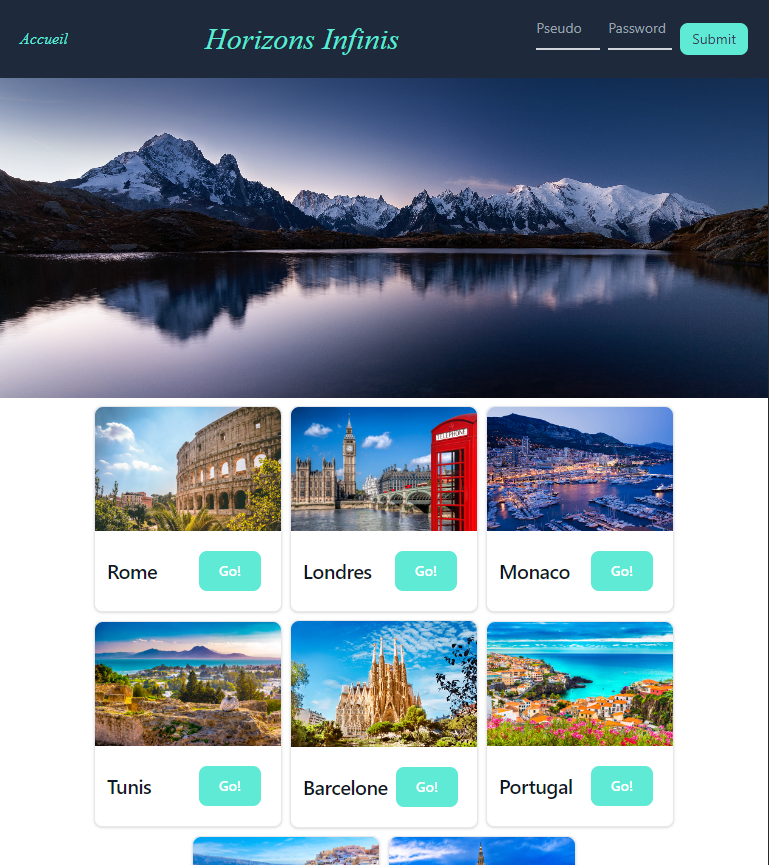 Accueil
Horizons Infinis
Pseudo
Password
Submit
TELEPHONE
Rome
Go!
Londres
Go!
Monaco
Go!
Tunis
Go!
Barcelone
Go!
Portugal
Go!